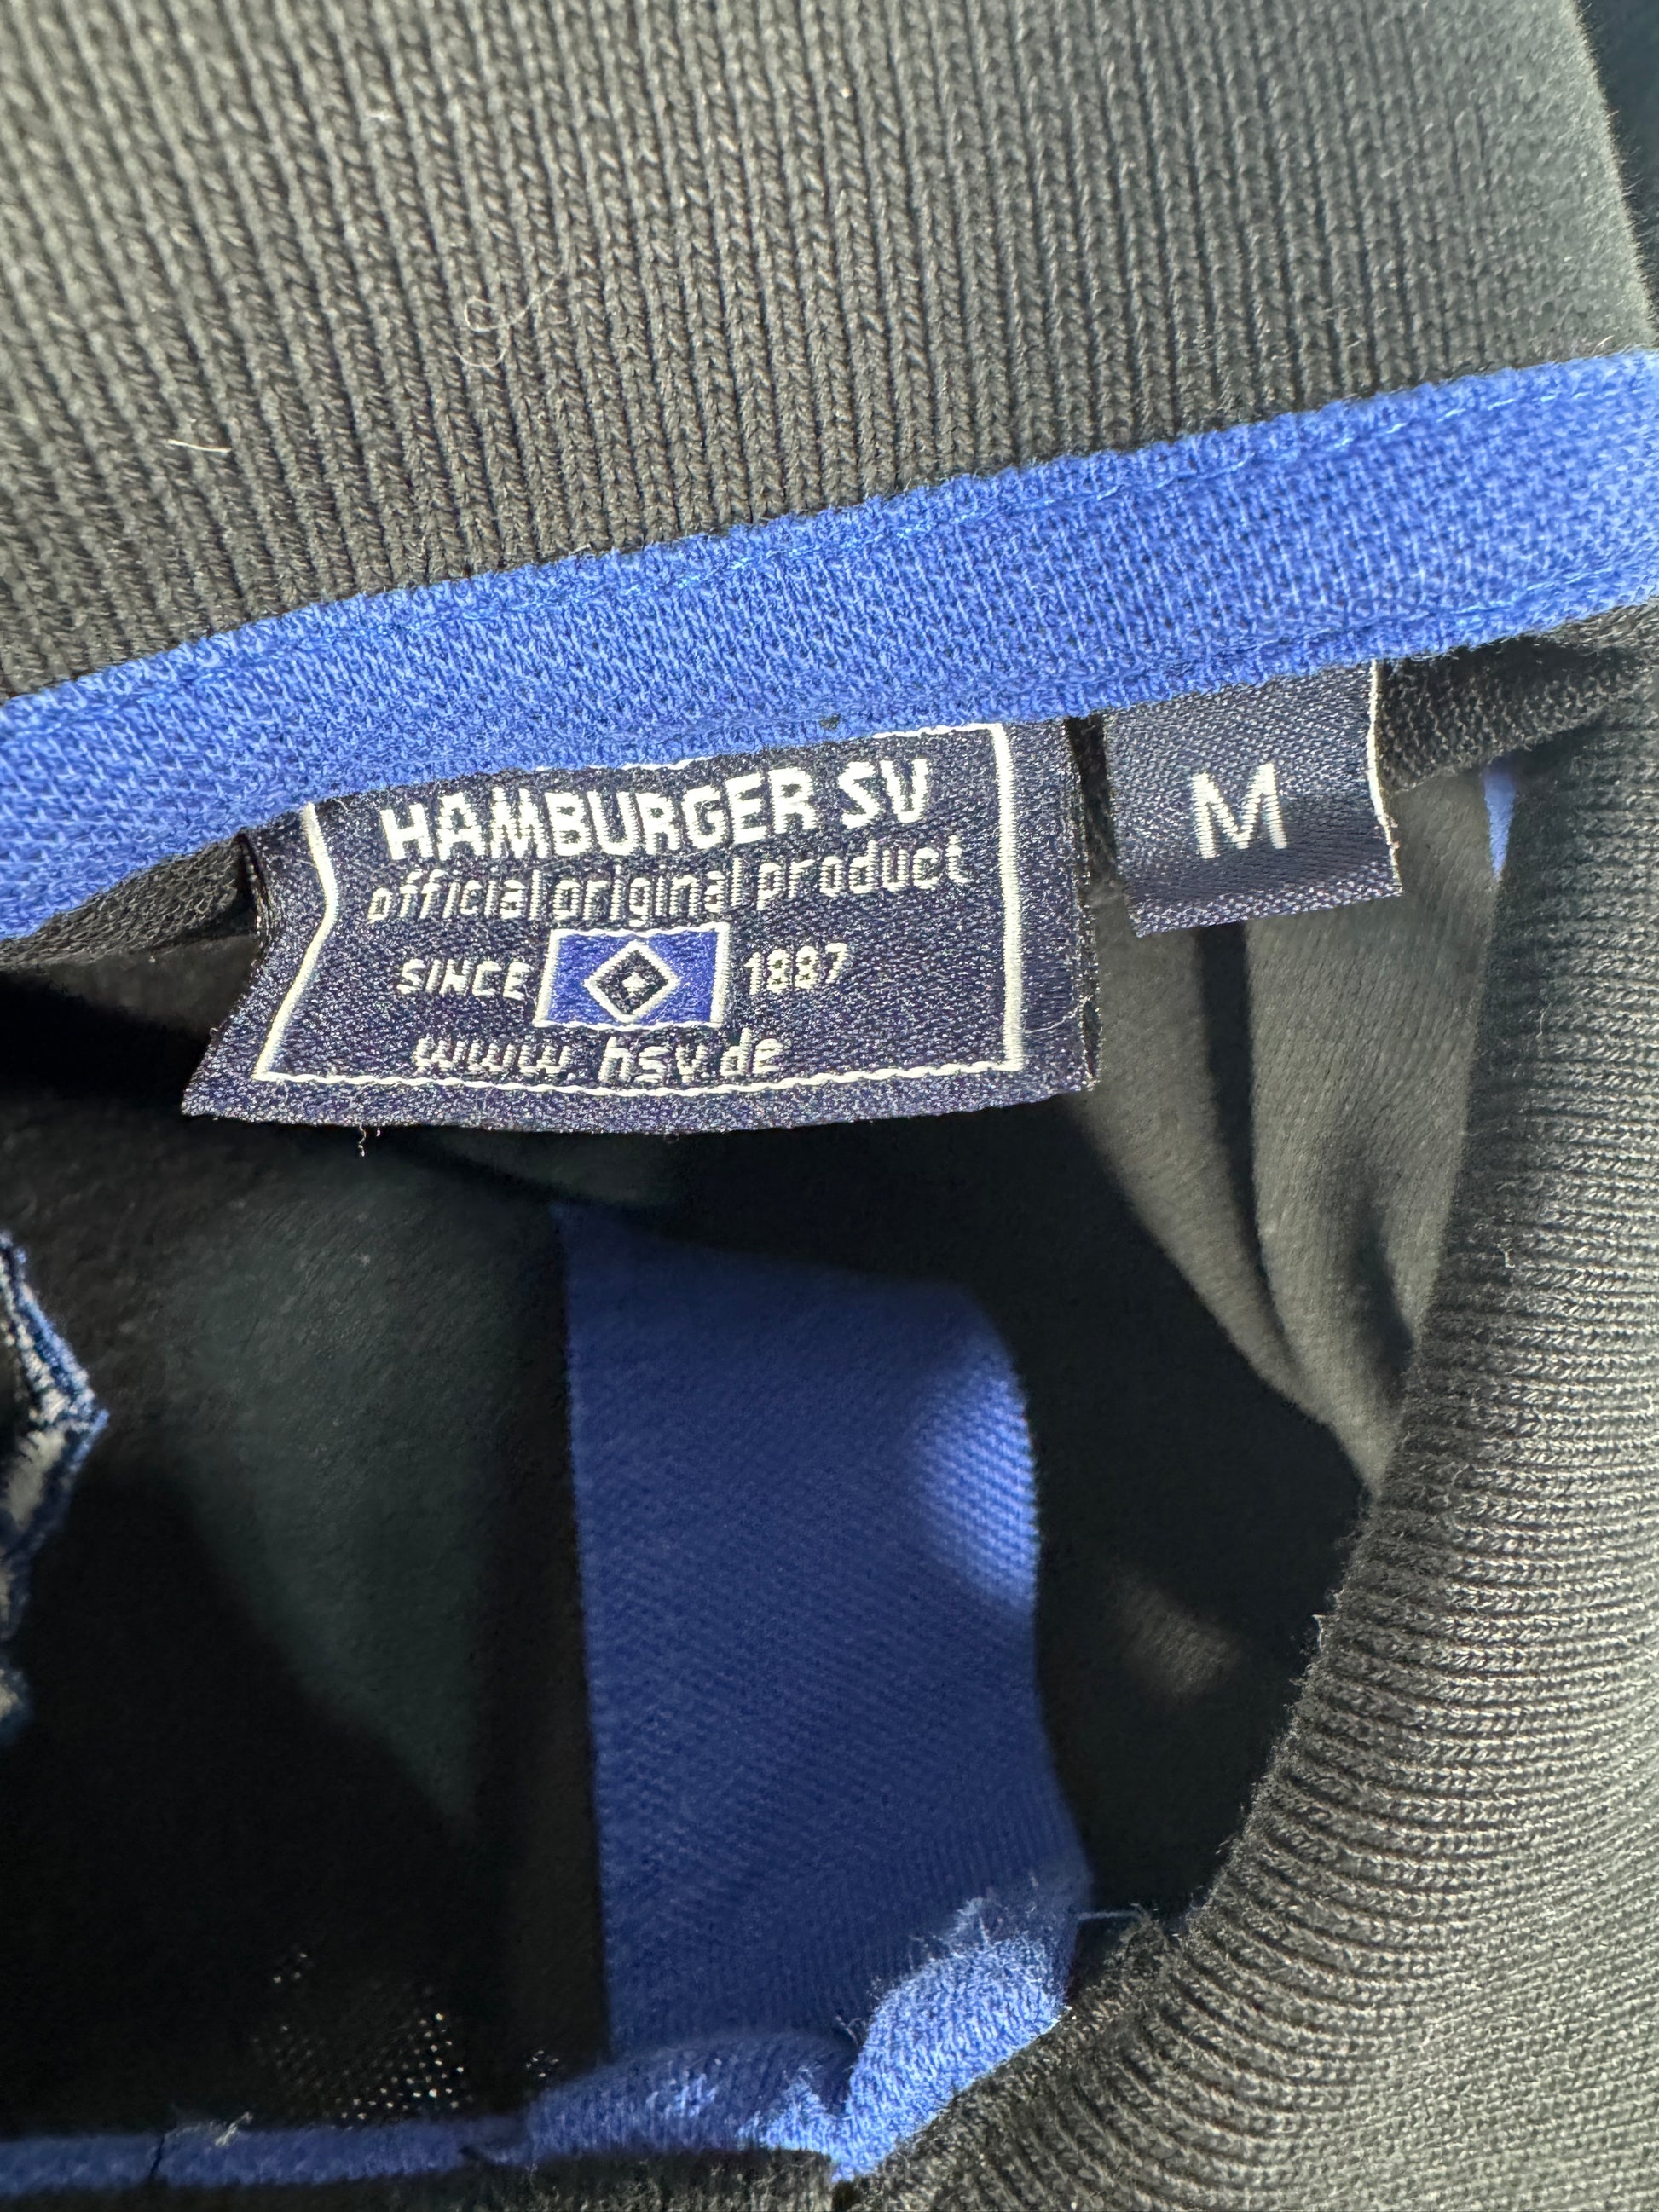 HAMBURGER SV
official original product
SINCE 1887
www.hsv.de
M